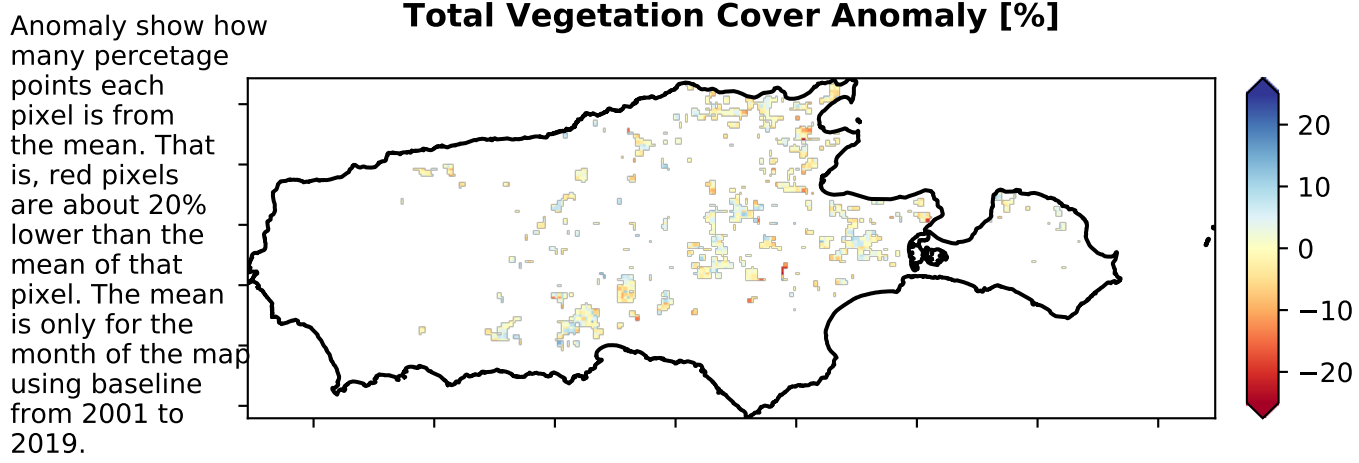 Total Vegetation Cover Anomaly [%]
Anomaly show how
many percetage
points each
pixel is from
the mean. That
is, red pixels
are about 20%
lower than the
mean of that
pixel. The mean
is only for the
month of the map
using baseline
from 2001 to
2019.
20
10
0
−10
−20